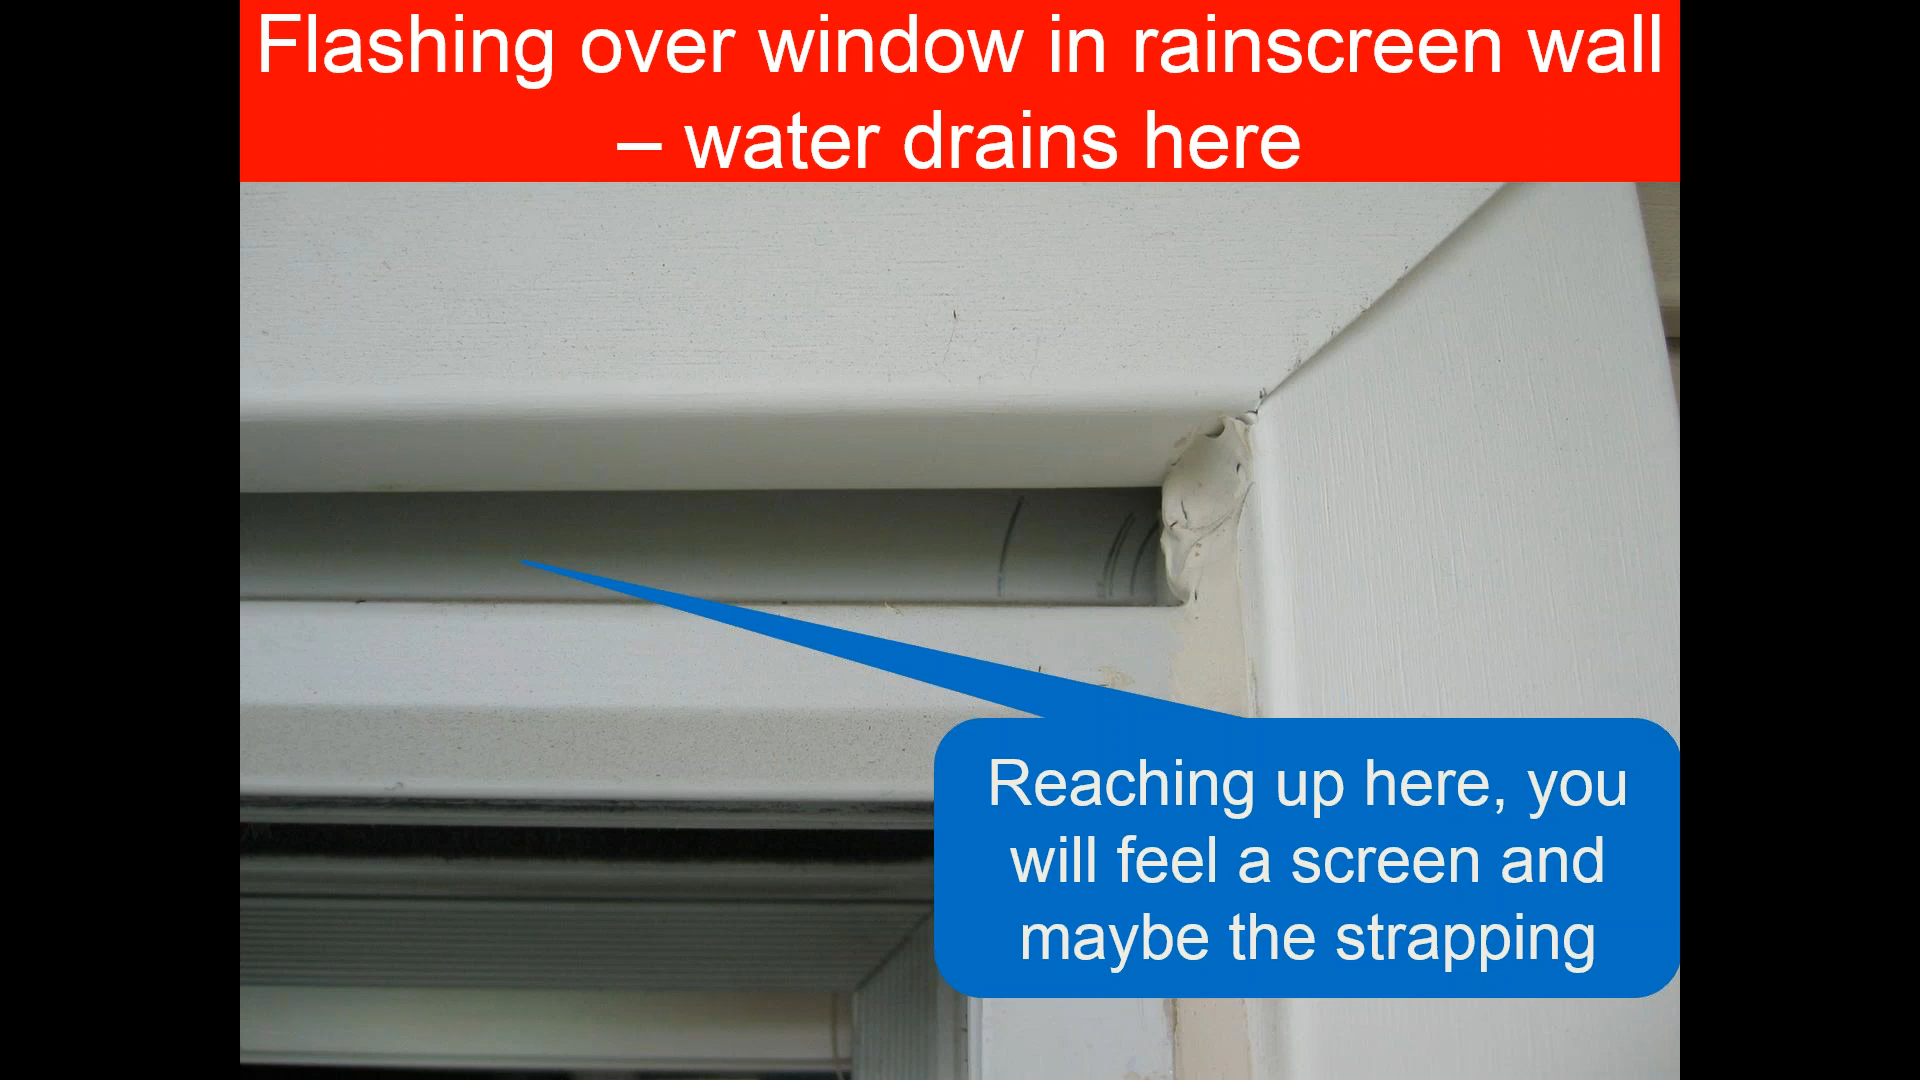 Flashing over window in rainscreen wall
– water drains here
Reaching up here, you
will feel a screen and
maybe the strapping